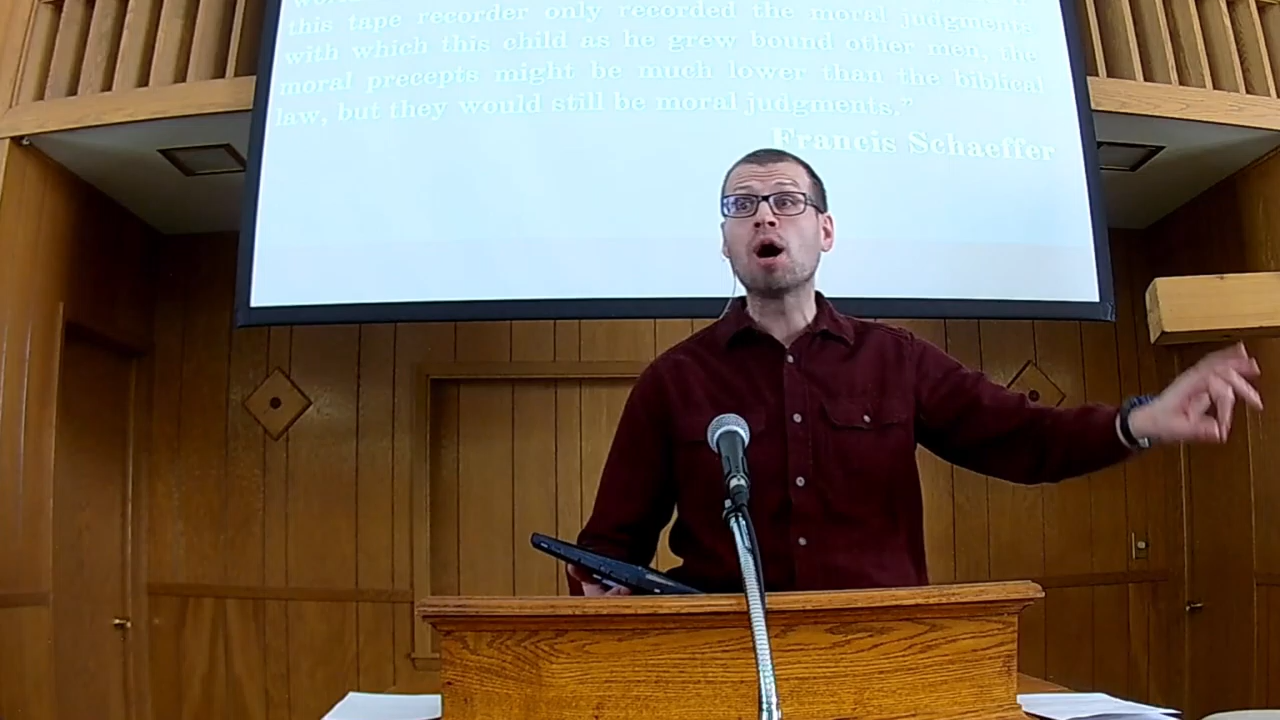 this tape recorder only recorded the moral judgments
with which this child as he grew bound other men, the
moral precepts might be much lower than the biblical
law, but they would still be moral judgments."
Francis Schaeffer